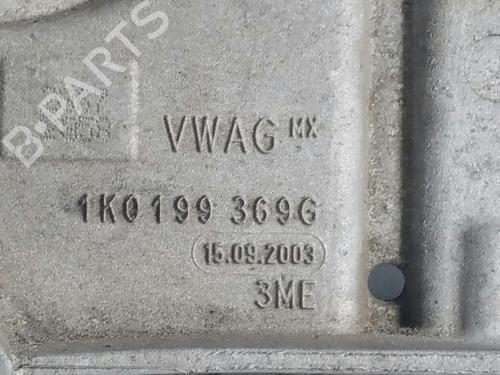 B-PARTS
VWAG MX
1K0 199 369G
15.09.2003
3ME